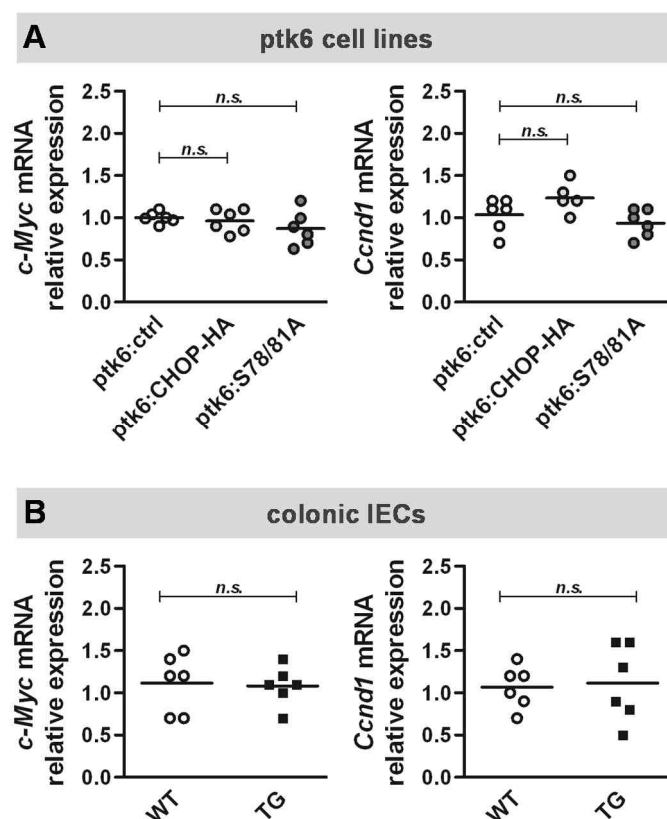 A
ptk6 cell lines
c-Myc mRNA
relative expression
2.5
2.0
1.5
1.0
0.5
0.0
n.s.
n.s.
ptk6:ctrl
ptk6:CHOP-HA
ptk6:S78/81A
Ccnd1 mRNA
relative expression
2.5
2.0
1.5
1.0
0.5
0.0
n.s.
n.s.
ptk6:ctrl
ptk6:CHOP-HA
ptk6:S78/81A
B
colonic IECs
c-Myc mRNA
relative expression
2.5
2.0
1.5
1.0
0.5
0.0
n.s.
WT
TG
Ccnd1 mRNA
relative expression
2.5
2.0
1.5
1.0
0.5
0.0
n.s.
WT
TG